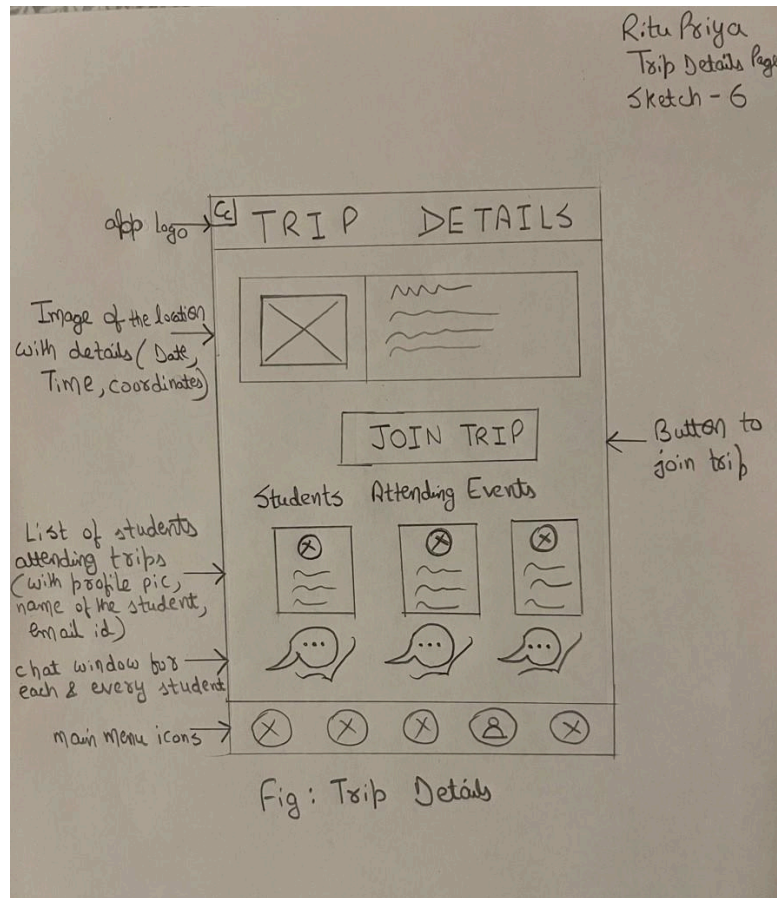 Ritu Priya
Trip Details Page
Sketch - 6
app logo
Cc
TRIP DETAILS
Image of the location
with details (Date,
Time, coordinates)
JOIN TRIP
Button to
join trip
Students Attending Events
List of students
attending trips
(with profile pic,
name of the student,
email id)
chat window for
each & every student
main menu icons
Fig: Trip Details